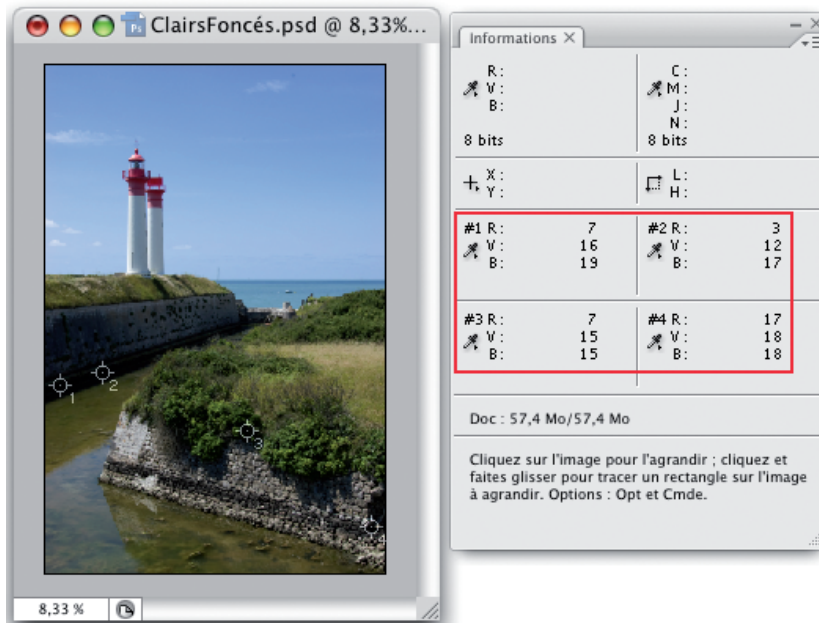 ClairsFoncés.psd @ 8,33%...
1
2
3
4
8,33 %
Informations ×
R :
V :
B :
8 bits
C :
M :
J :
N :
8 bits
X :
Y :
L :
H :
#1 R : 7
V : 16
B : 19
#2 R : 3
V : 12
B : 17
#3 R : 7
V : 15
B : 15
#4 R : 17
V : 18
B : 18
Doc : 57,4 Mo/57,4 Mo
Cliquez sur l'image pour l'agrandir ; cliquez et
faites glisser pour tracer un rectangle sur l'image
à agrandir. Options : Opt et Cmde.